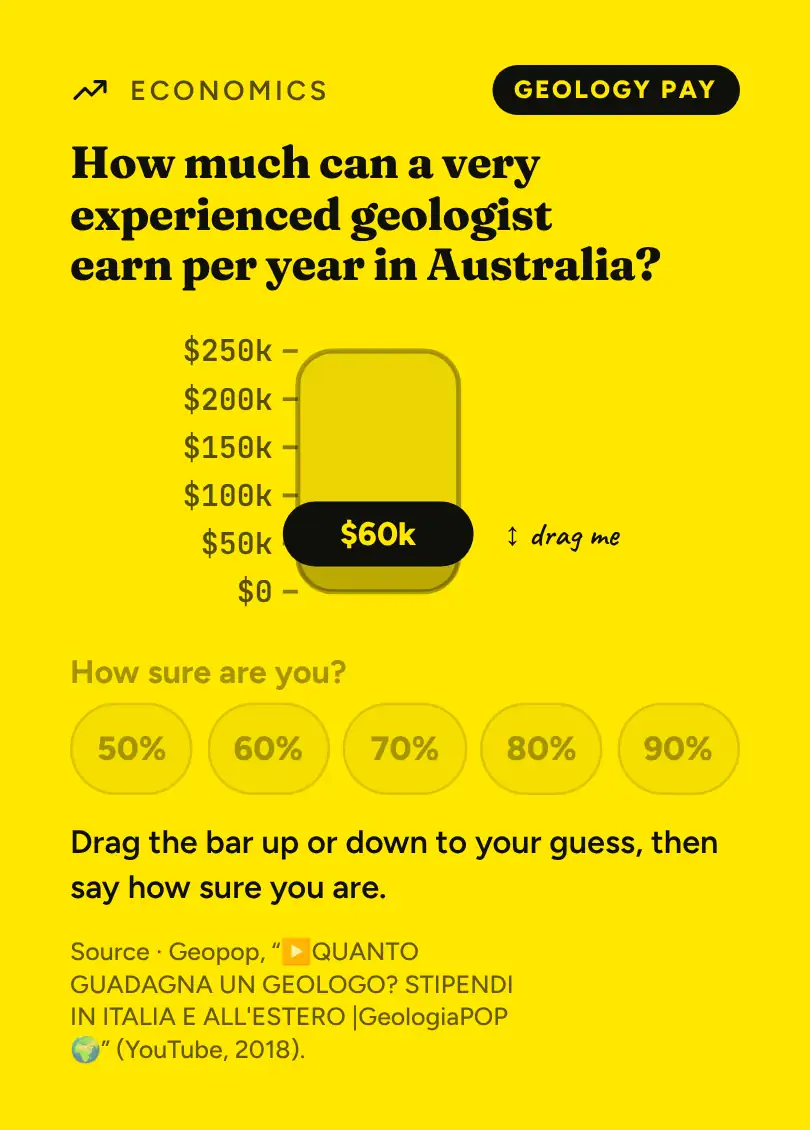 ECONOMICS
GEOLOGY PAY
How much can a very
experienced geologist
earn per year in Australia?
$250k
$200k
$150k
$100k
$50k
$0
$60k
↕ drag me
How sure are you?
50% 60% 70% 80% 90%
Drag the bar up or down to your guess, then
say how sure you are.
Source · Geopop, “▶️QUANTO
GUADAGNA UN GEOLOGO? STIPENDI
IN ITALIA E ALL'ESTERO |GeologiaPOP
🌍” (YouTube, 2018).